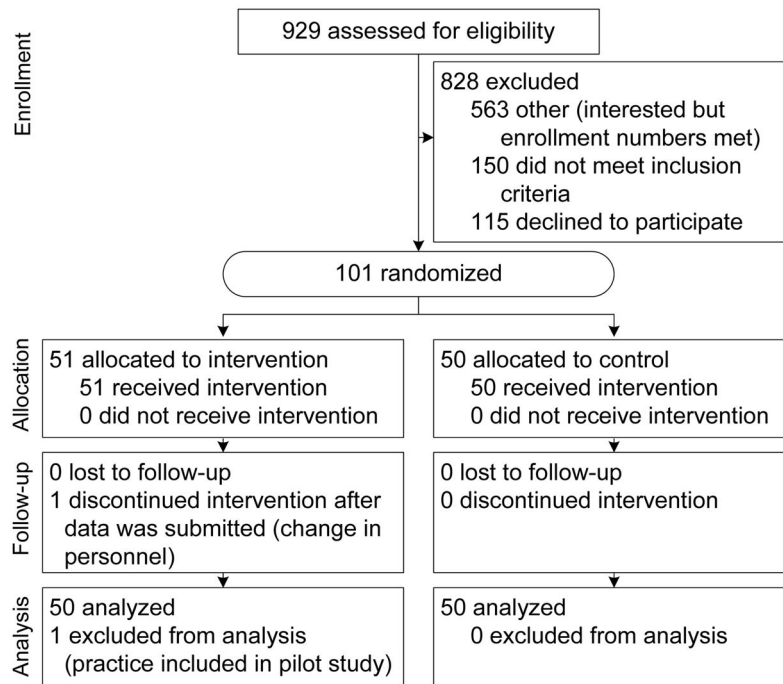 Enrollment
929 assessed for eligibility
828 excluded
563 other (interested but
enrollment numbers met)
150 did not meet inclusion
criteria
115 declined to participate
101 randomized
Allocation
51 allocated to intervention
51 received intervention
0 did not receive intervention
50 allocated to control
50 received intervention
0 did not receive intervention
Follow-up
0 lost to follow-up
1 discontinued intervention after
data was submitted (change in
personnel)
0 lost to follow-up
0 discontinued intervention
Analysis
50 analyzed
1 excluded from analysis
(practice included in pilot study)
50 analyzed
0 excluded from analysis